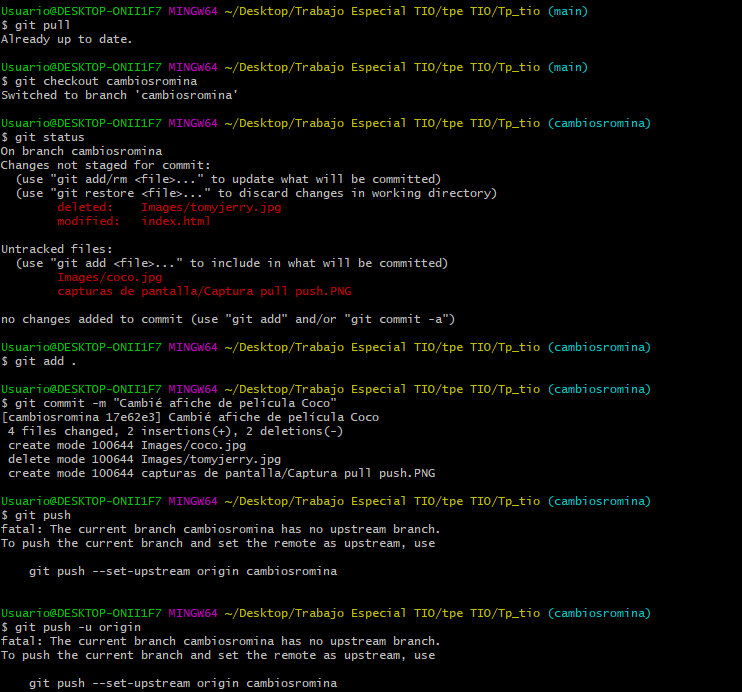 Usuario@DESKTOP-ONII1F7 MINGW64 ~/Desktop/Trabajo Especial TIO/tpe TIO/Tp_tio (main)
$ git pull
Already up to date.
Usuario@DESKTOP-ONII1F7 MINGW64 ~/Desktop/Trabajo Especial TIO/tpe TIO/Tp_tio (main)
$ git checkout cambiosromina
Switched to branch 'cambiosromina'
Usuario@DESKTOP-ONII1F7 MINGW64 ~/Desktop/Trabajo Especial TIO/tpe TIO/Tp_tio (cambiosromina)
$ git status
On branch cambiosromina
Changes not staged for commit:
  (use "git add/rm <file>..." to update what will be committed)
  (use "git restore <file>..." to discard changes in working directory)
        deleted:    Images/tomyjerry.jpg
        modified:   index.html
Untracked files:
  (use "git add <file>..." to include in what will be committed)
        Images/coco.jpg
        capturas de pantalla/Captura pull push.PNG
no changes added to commit (use "git add" and/or "git commit -a")
Usuario@DESKTOP-ONII1F7 MINGW64 ~/Desktop/Trabajo Especial TIO/tpe TIO/Tp_tio (cambiosromina)
$ git add .
Usuario@DESKTOP-ONII1F7 MINGW64 ~/Desktop/Trabajo Especial TIO/tpe TIO/Tp_tio (cambiosromina)
$ git commit -m "Cambié afiche de película Coco"
[cambiosromina 17e62e3] Cambié afiche de película Coco
 4 files changed, 2 insertions(+), 2 deletions(-)
 create mode 100644 Images/coco.jpg
 delete mode 100644 Images/tomyjerry.jpg
 create mode 100644 capturas de pantalla/Captura pull push.PNG
Usuario@DESKTOP-ONII1F7 MINGW64 ~/Desktop/Trabajo Especial TIO/tpe TIO/Tp_tio (cambiosromina)
$ git push
fatal: The current branch cambiosromina has no upstream branch.
To push the current branch and set the remote as upstream, use
    git push --set-upstream origin cambiosromina
Usuario@DESKTOP-ONII1F7 MINGW64 ~/Desktop/Trabajo Especial TIO/tpe TIO/Tp_tio (cambiosromina)
$ git push -u origin
fatal: The current branch cambiosromina has no upstream branch.
To push the current branch and set the remote as upstream, use
    git push --set-upstream origin cambiosromina